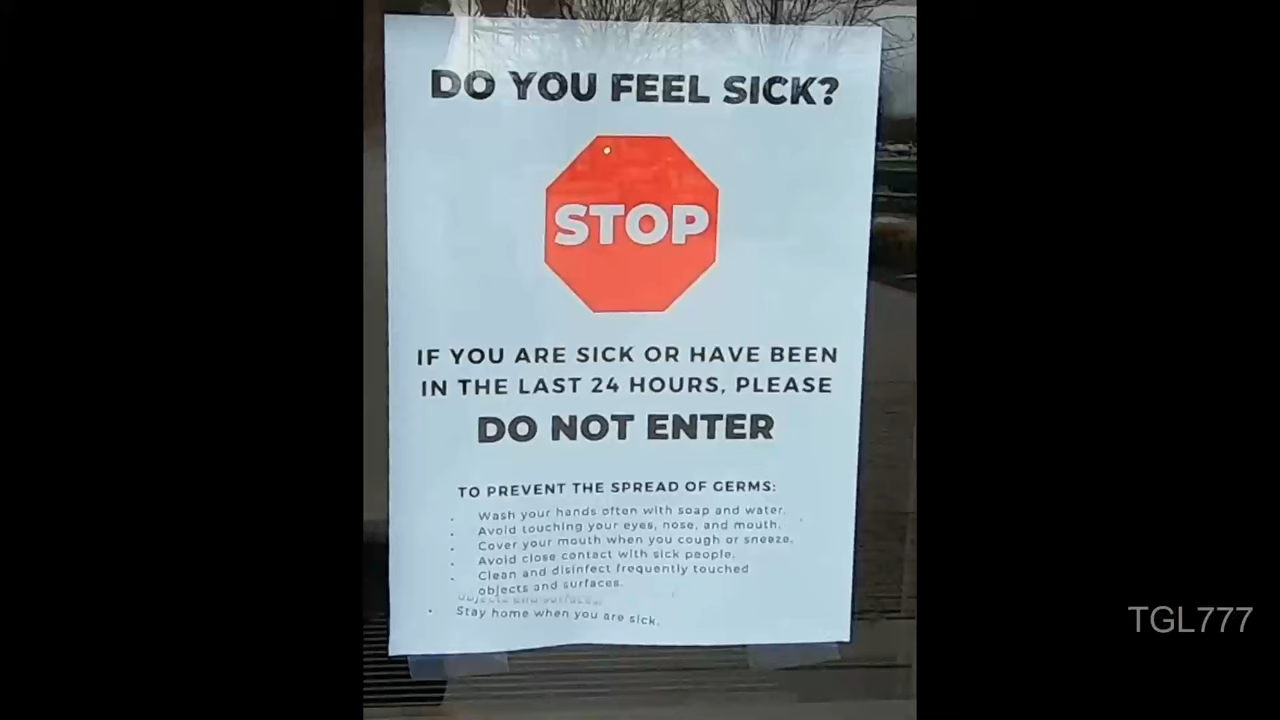 DO YOU FEEL SICK?
STOP
IF YOU ARE SICK OR HAVE BEEN
IN THE LAST 24 HOURS, PLEASE
DO NOT ENTER
TO PREVENT THE SPREAD OF GERMS:
· Wash your hands often with soap and water.
· Avoid touching your eyes, nose, and mouth.
· Cover your mouth when you cough or sneeze.
· Avoid close contact with sick people.
· Clean and disinfect frequently touched
objects and surfaces.
objects and surfaces.
· Stay home when you are sick.
TGL777